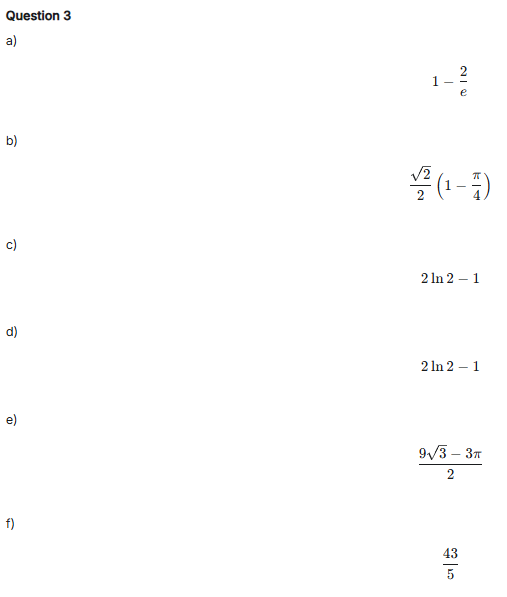 Question 3
a)
1 − 2/e
b)
√2/2 (1 − π/4)
c)
2 ln 2 − 1
d)
2 ln 2 − 1
e)
(9√3 − 3π)/2
f)
43/5